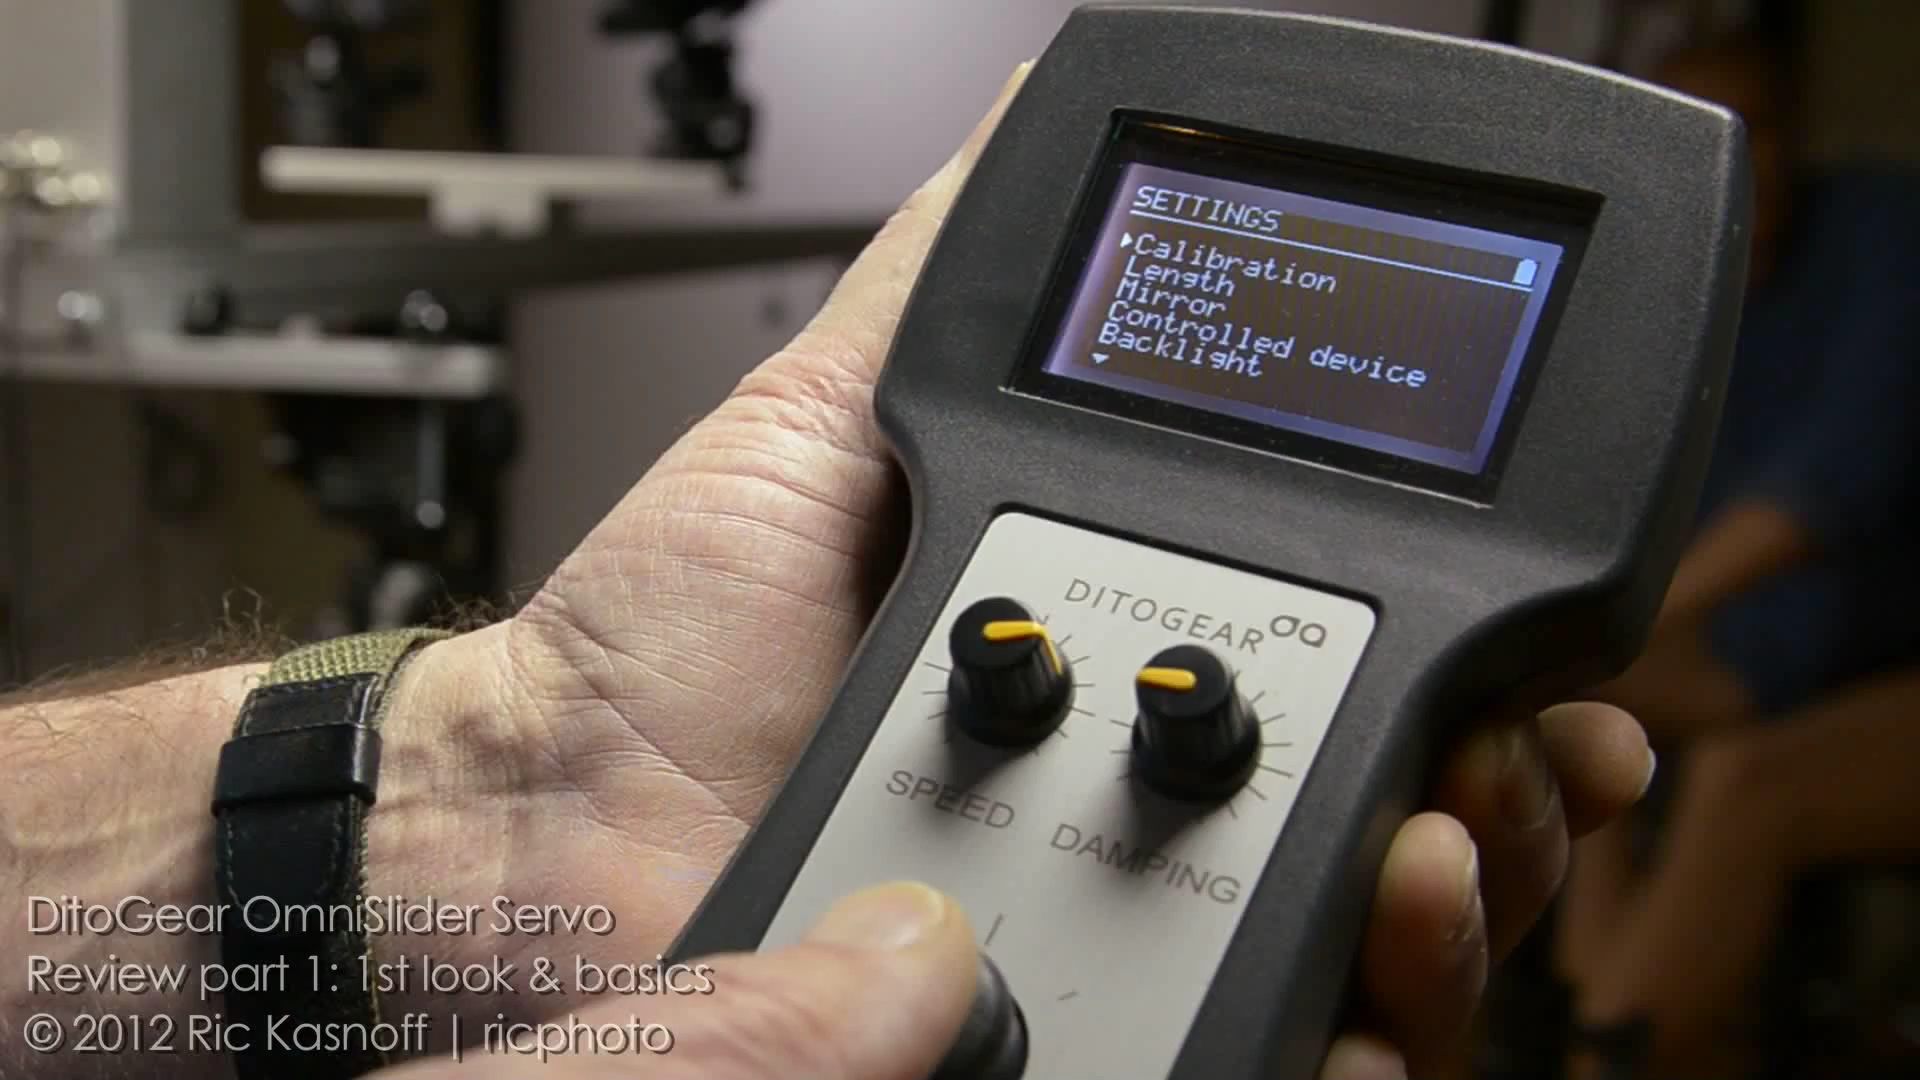 SETTINGS
Calibration
Length
Mirror
Controlled device
Backlight
DITOGEAR
SPEED
DAMPING
DitoGear OmniSlider Servo
Review part 1: 1st look & basics
© 2012 Ric Kasnoff | ricphoto